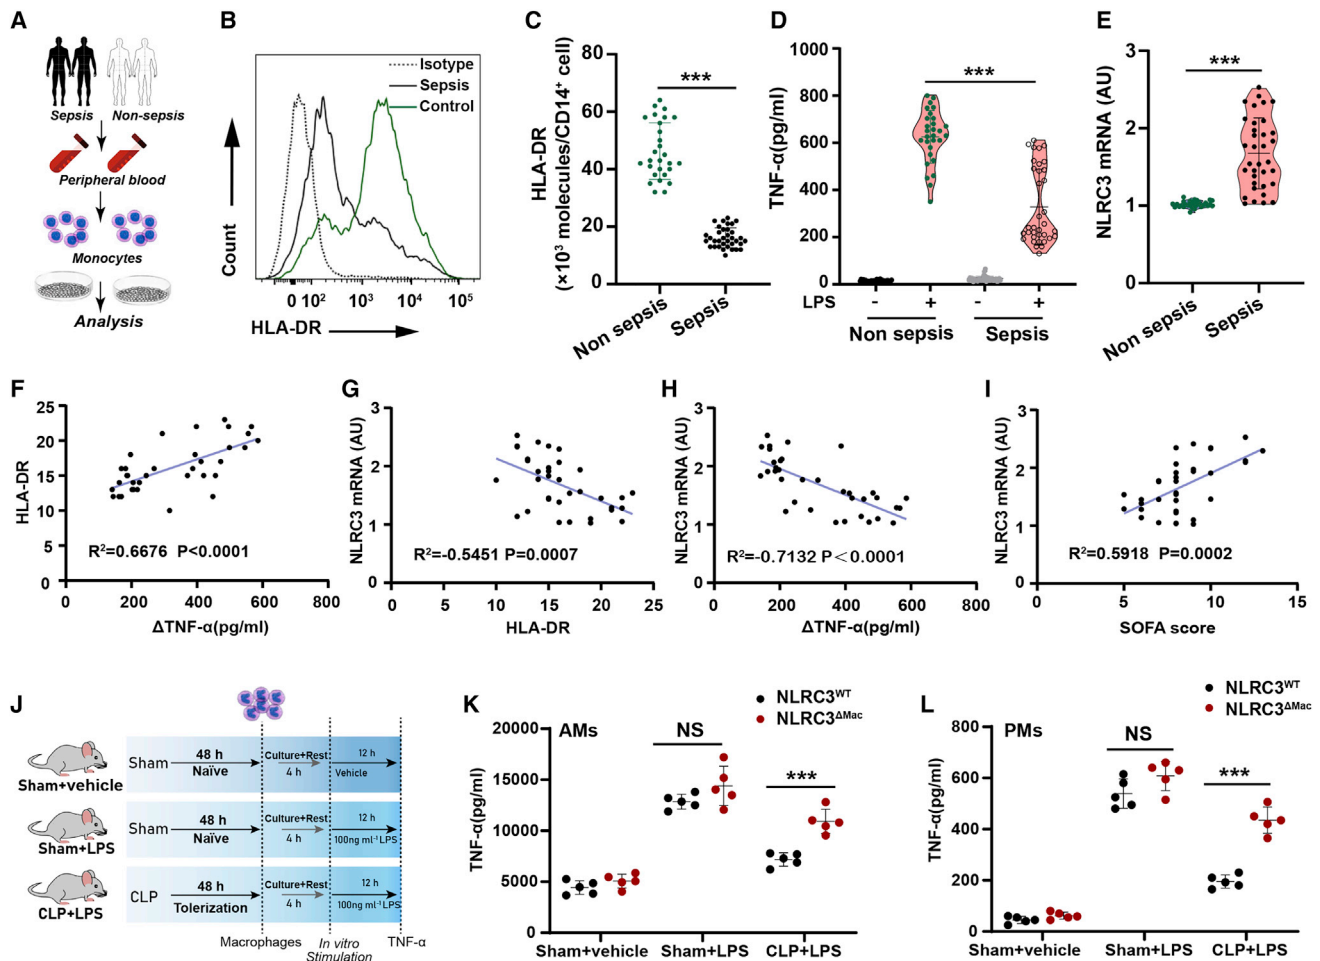 A
Sepsis Non-sepsis
Peripheral blood
Monocytes
Analysis
B
Isotype
Sepsis
Control
Count
0 10² 10³ 10⁴ 10⁵
HLA-DR
C
HLA-DR
(×10³ molecules/CD14⁺ cell)
80
60
40
20
0
***
Non sepsis
Sepsis
D
TNF-α(pg/ml)
1000
800
600
400
200
0
***
LPS - + - +
Non sepsis Sepsis
E
NLRC3 mRNA (AU)
3
2
1
0
***
Non sepsis
Sepsis
F
HLA-DR
25
20
15
10
5
0
R²=0.6676 P<0.0001
0 200 400 600 800
ΔTNF-α(pg/ml)
G
NLRC3 mRNA (AU)
3
2
1
0
R²=-0.5451 P=0.0007
0 5 10 15 20 25
HLA-DR
H
NLRC3 mRNA (AU)
3
2
1
0
R²=-0.7132 P<0.0001
0 200 400 600 800
ΔTNF-α(pg/ml)
I
NLRC3 mRNA (AU)
3
2
1
0
R²=0.5918 P=0.0002
0 5 10 15
SOFA score
J
Sham+vehicle
Sham 48 h Culture+Rest 12 h
Naïve 4 h Vehicle
Sham+LPS
Sham 48 h Culture+Rest 12 h
Naïve 4 h 100ng ml⁻¹ LPS
CLP+LPS
CLP 48 h Culture+Rest 12 h
Tolerization 4 h 100ng ml⁻¹ LPS
Macrophages In vitro TNF-α
Stimulation
K
NLRC3ᵂᵀ
NLRC3ᐃᴹᵃᶜ
AMs
TNF-α(pg/ml)
20000
15000
10000
5000
0
NS
***
Sham+vehicle Sham+LPS CLP+LPS
L
NLRC3ᵂᵀ
NLRC3ᐃᴹᵃᶜ
PMs
TNF-α(pg/ml)
800
600
400
200
0
NS
***
Sham+vehicle Sham+LPS CLP+LPS